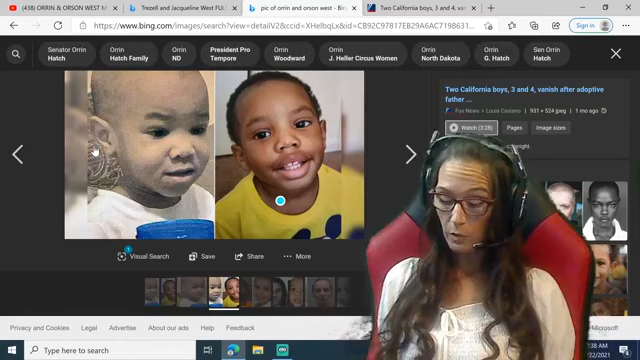 (438) ORRIN & ORSON WEST M
Trezell and Jacqueline West FUL
pic of orrin and orson west - Bin
Two California boys, 3 and 4, van
https://www.bing.com/images/search?view=detailV2&ccid=XHelbqLx&id=CB92C97817EB29A6AC7198631...
Sign in
Senator Orrin Hatch
Orrin Hatch Family
Orrin ND
President Pro Tempore
Orrin Woodward
Orrin J. Heller Circus Women
Orrin North Dakota
Orrin G. Hatch
Sen Orrin Hatch
Two California boys, 3 and 4, vanish after adoptive father ...
Fox News › Louis Casiano | 931 × 524 jpeg | 1 mo ago
Watch (3:28)
Pages
Image sizes
1
Visual Search
Save
Share
More
Privacy and Cookies
Legal
Advertise
About our ads
Help
Feedback
Type here to search